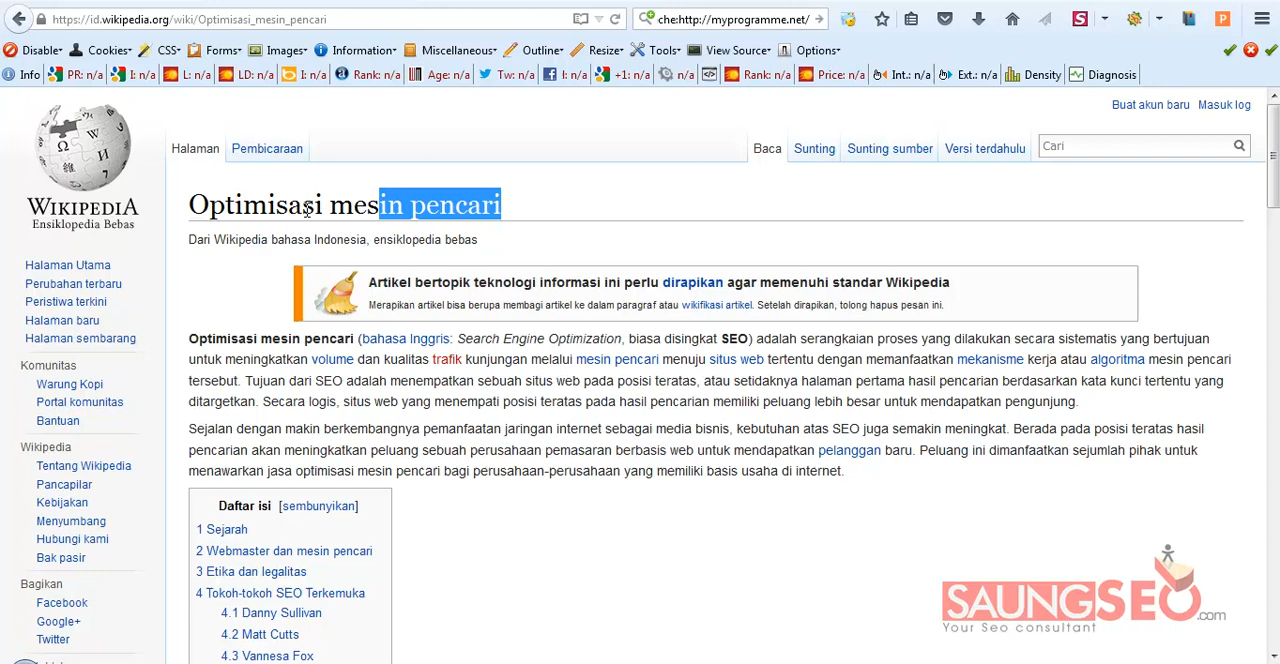 https://id.wikipedia.org/wiki/Optimisasi_mesin_pencari
che:http://myprogramme.net/
S
P
Disable
Cookies
CSS
Forms
Images
Information
Miscellaneous
Outline
Resize
Tools
View Source
Options
Info
PR: n/a
I: n/a
L: n/a
LD: n/a
I: n/a
Rank: n/a
Age: n/a
Tw: n/a
l: n/a
+1: n/a
n/a
Rank: n/a
Price: n/a
Int.: n/a
Ext.: n/a
Density
Diagnosis
Buat akun baru Masuk log
Halaman
Pembicaraan
Baca
Sunting
Sunting sumber
Versi terdahulu
Cari
WIKIPEDIA
Ensiklopedia Bebas
Optimisasi mesin pencari
Dari Wikipedia bahasa Indonesia, ensiklopedia bebas
Artikel bertopik teknologi informasi ini perlu dirapikan agar memenuhi standar Wikipedia
Merapikan artikel bisa berupa membagi artikel ke dalam paragraf atau wikifikasi artikel. Setelah dirapikan, tolong hapus pesan ini.
Optimisasi mesin pencari (bahasa Inggris: Search Engine Optimization, biasa disingkat SEO) adalah serangkaian proses yang dilakukan secara sistematis yang bertujuan
untuk meningkatkan volume dan kualitas trafik kunjungan melalui mesin pencari menuju situs web tertentu dengan memanfaatkan mekanisme kerja atau algoritma mesin pencari
tersebut. Tujuan dari SEO adalah menempatkan sebuah situs web pada posisi teratas, atau setidaknya halaman pertama hasil pencarian berdasarkan kata kunci tertentu yang
ditargetkan. Secara logis, situs web yang menempati posisi teratas pada hasil pencarian memiliki peluang lebih besar untuk mendapatkan pengunjung.
Sejalan dengan makin berkembangnya pemanfaatan jaringan internet sebagai media bisnis, kebutuhan atas SEO juga semakin meningkat. Berada pada posisi teratas hasil
pencarian akan meningkatkan peluang sebuah perusahaan pemasaran berbasis web untuk mendapatkan pelanggan baru. Peluang ini dimanfaatkan sejumlah pihak untuk
menawarkan jasa optimisasi mesin pencari bagi perusahaan-perusahaan yang memiliki basis usaha di internet.
Daftar isi [sembunyikan]
1 Sejarah
2 Webmaster dan mesin pencari
3 Etika dan legalitas
4 Tokoh-tokoh SEO Terkemuka
4.1 Danny Sullivan
4.2 Matt Cutts
4.3 Vannesa Fox
Halaman Utama
Perubahan terbaru
Peristiwa terkini
Halaman baru
Halaman sembarang
Komunitas
Warung Kopi
Portal komunitas
Bantuan
Wikipedia
Tentang Wikipedia
Pancapilar
Kebijakan
Menyumbang
Hubungi kami
Bak pasir
Bagikan
Facebook
Google+
Twitter
SAUNGSEO.com
Your Seo consultant